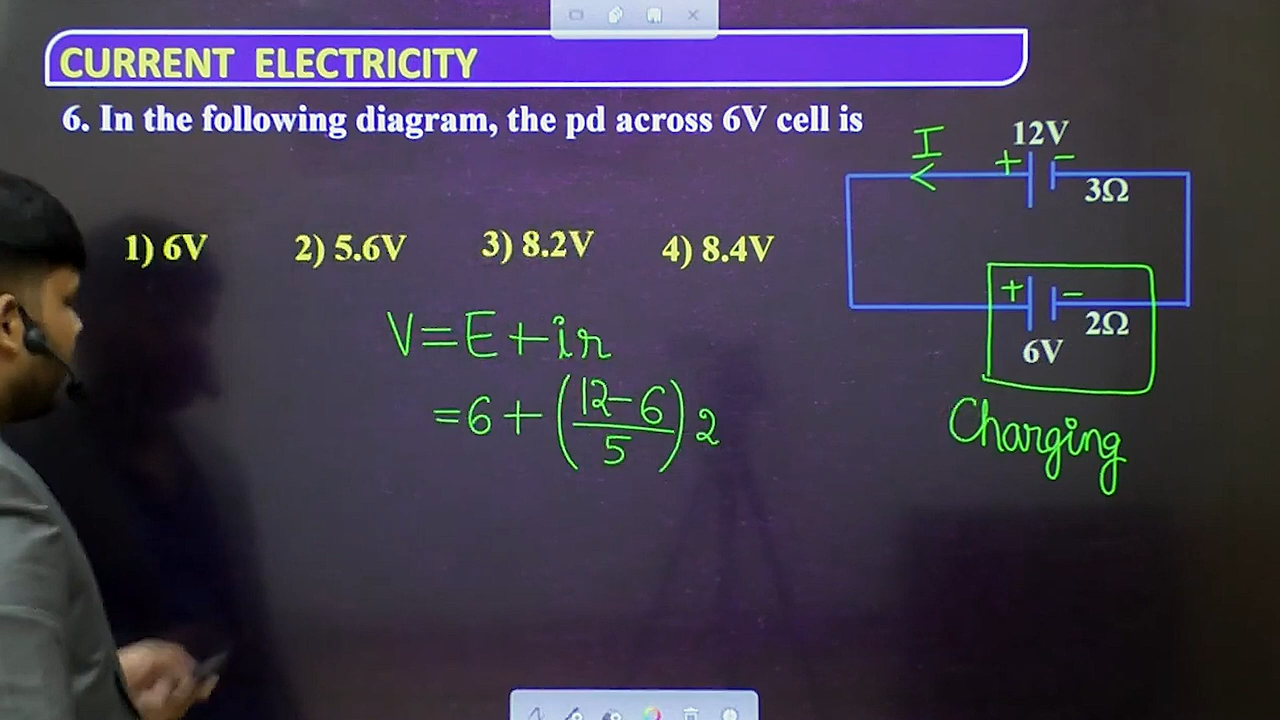 CURRENT ELECTRICITY
6. In the following diagram, the pd across 6V cell is
1) 6V 2) 5.6V 3) 8.2V 4) 8.4V
I
12V
+ −
3Ω
+ −
2Ω
6V
Charging
V=E+ir
=6+(12-6/5)2